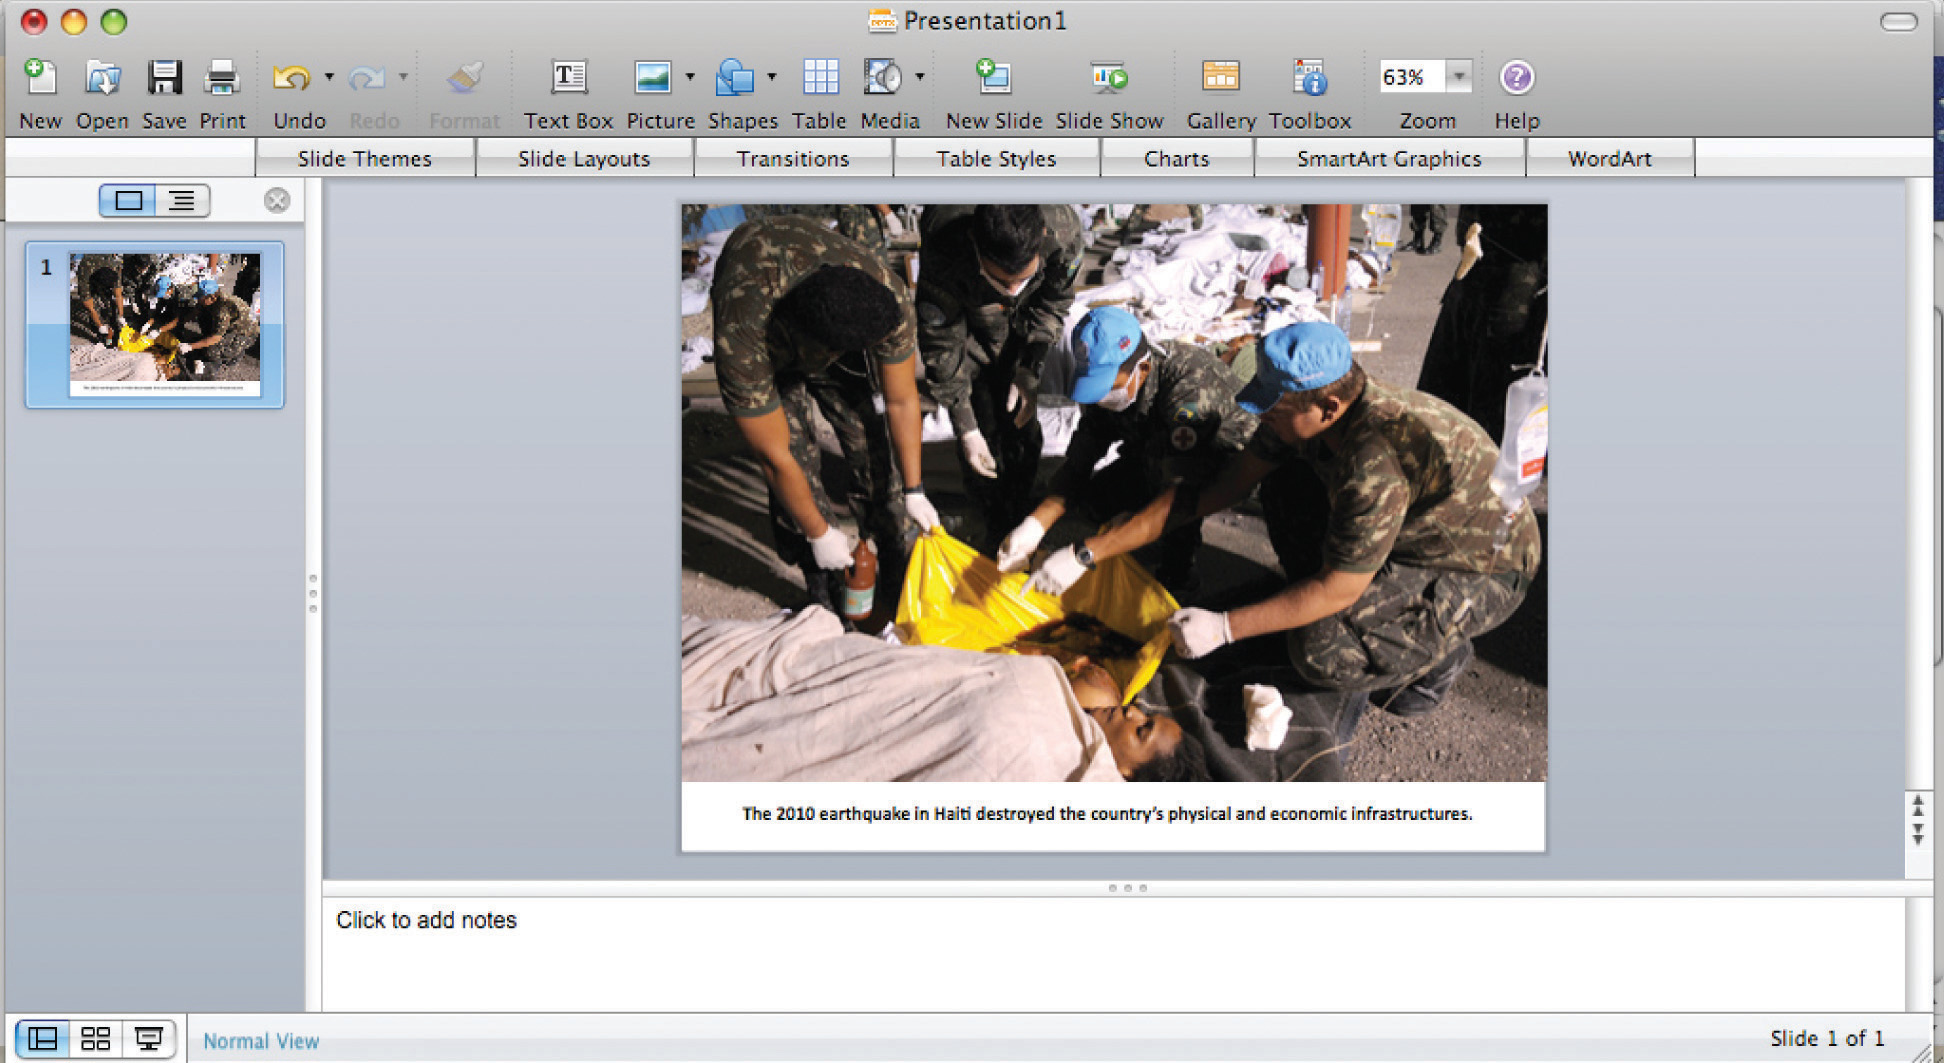 Presentation1
63%
New Open Save Print Undo Redo Format Text Box Picture Shapes Table Media New Slide Slide Show Gallery Toolbox Zoom Help
Slide Themes Slide Layouts Transitions Table Styles Charts SmartArt Graphics WordArt
1
The 2010 earthquake in Haiti destroyed the country’s physical and economic infrastructures.
Click to add notes
Normal View
Slide 1 of 1